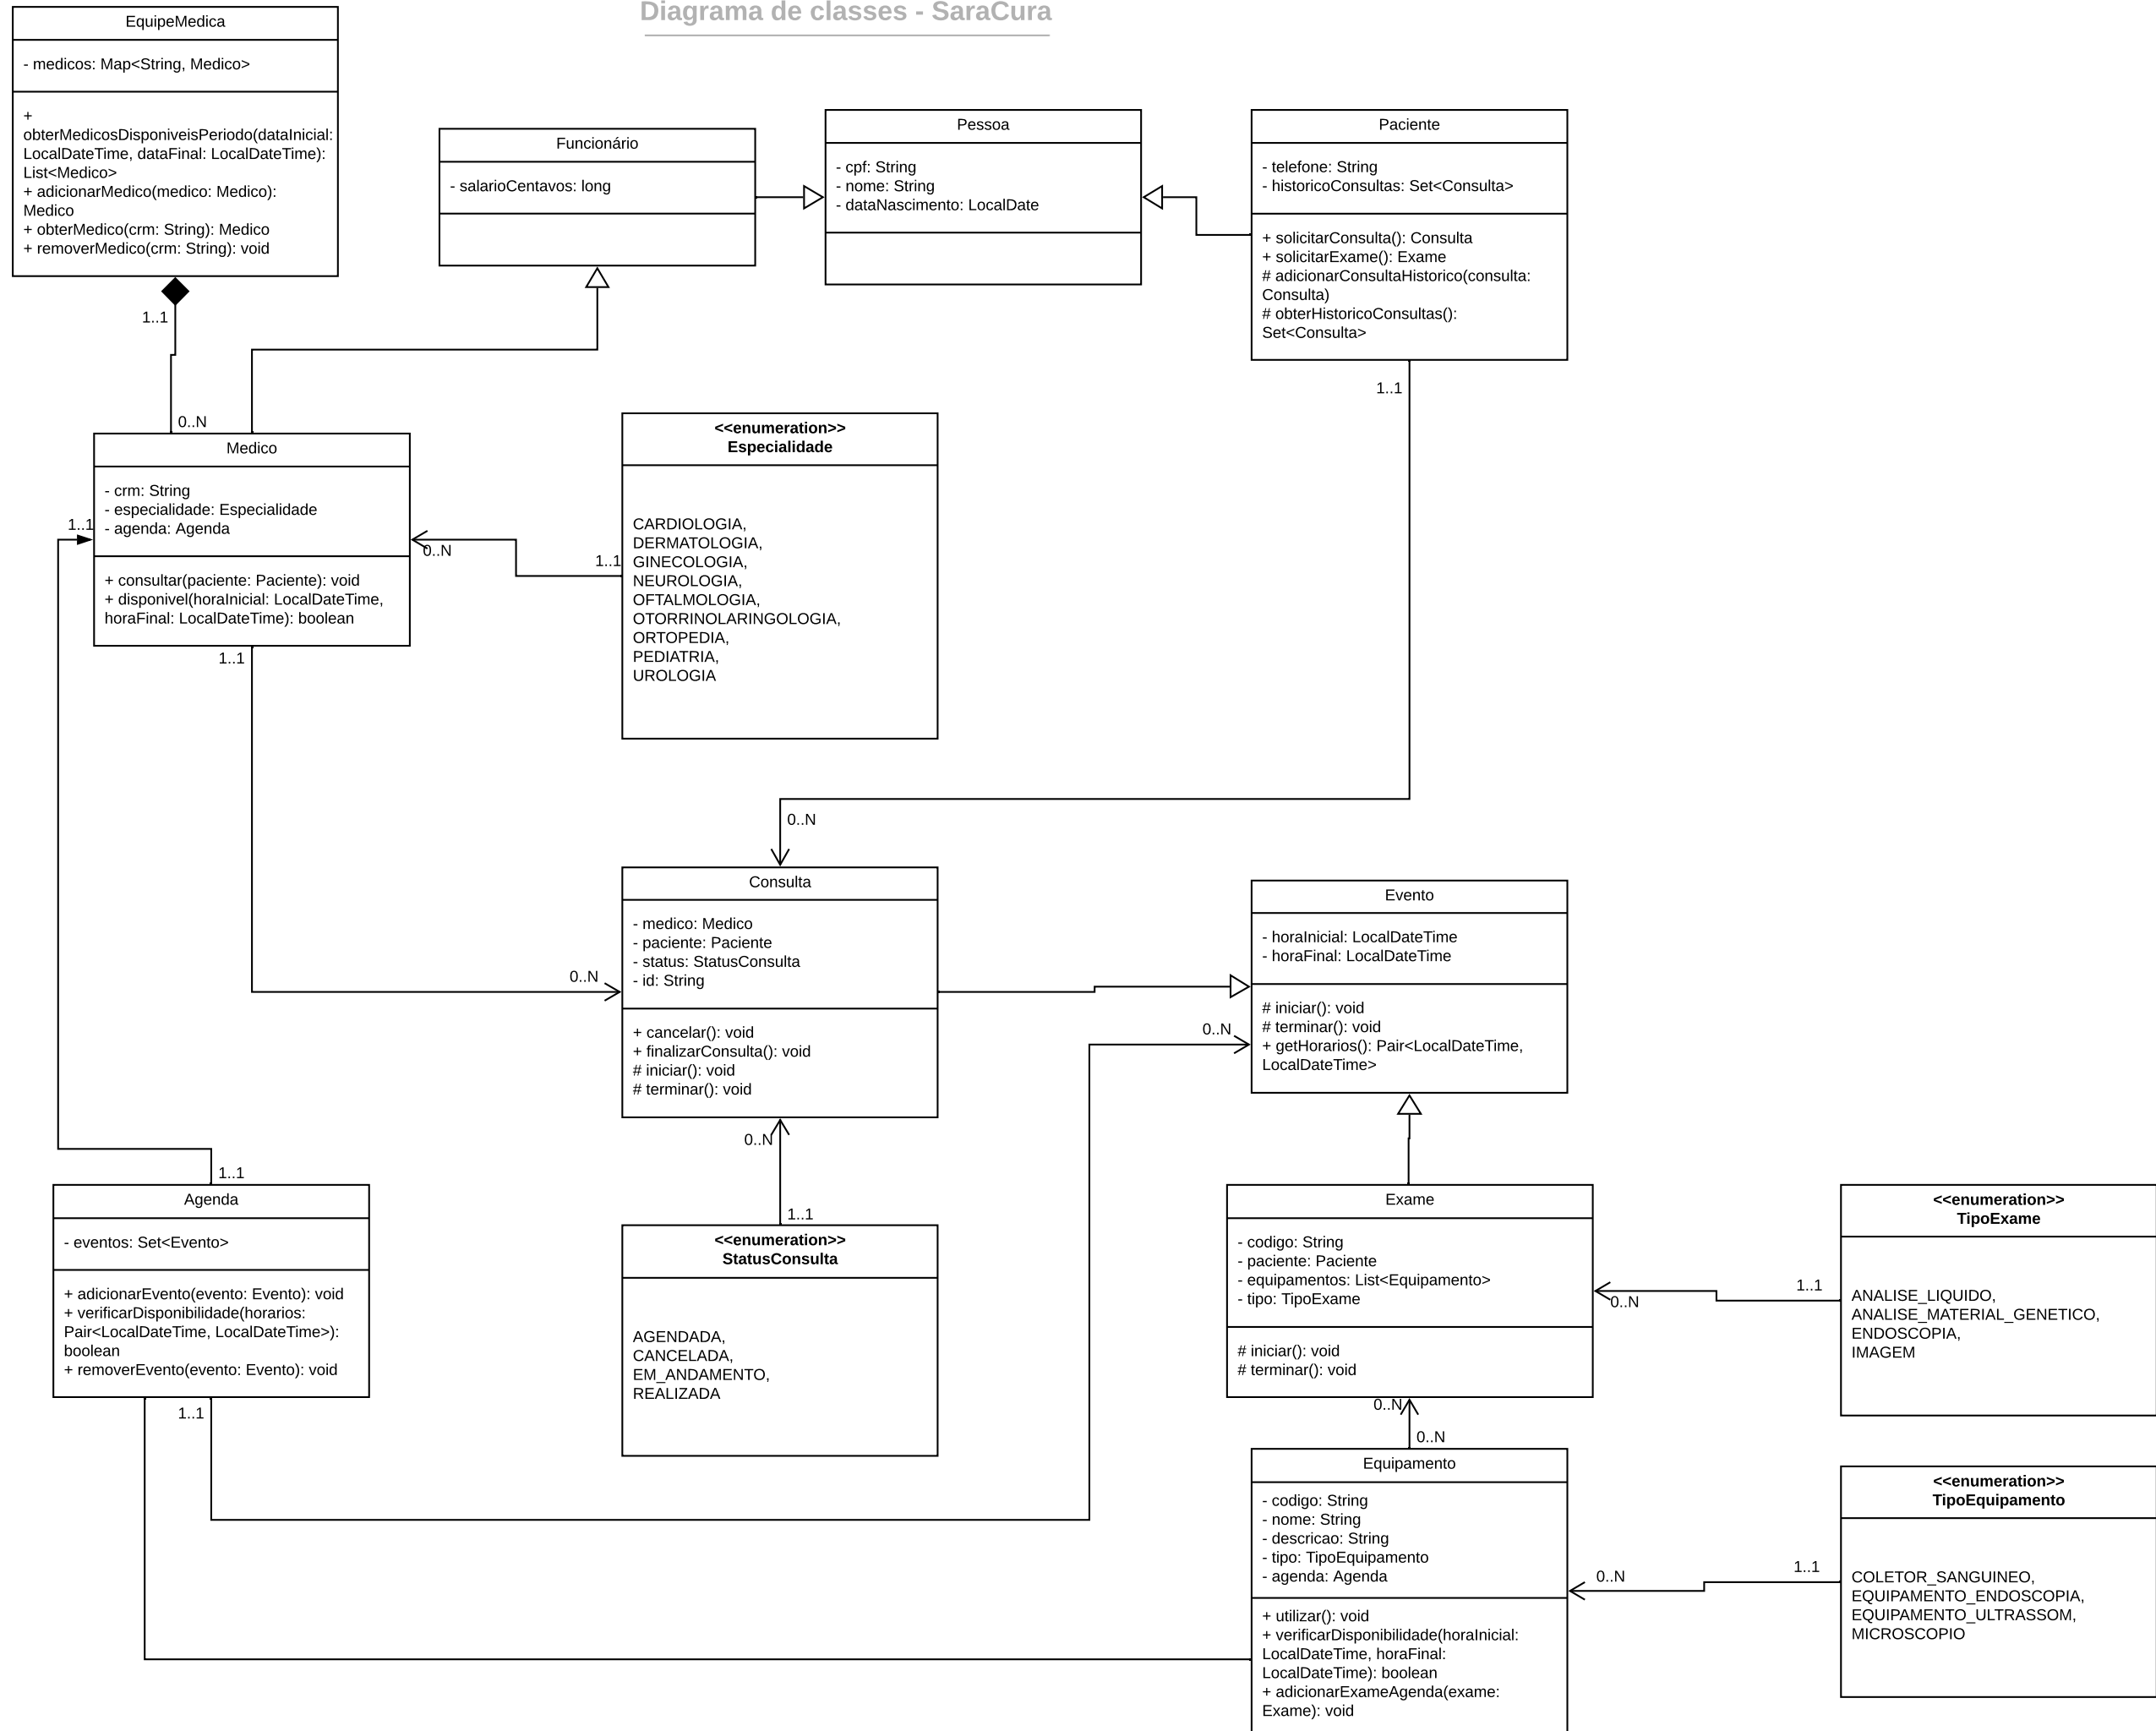 Diagrama de classes - SaraCura
EquipeMedica
- medicos: Map<String, Medico>
+
obterMedicosDisponiveisPeriodo(dataInicial:
LocalDateTime, dataFinal: LocalDateTime):
List<Medico>
+ adicionarMedico(medico: Medico):
Medico
+ obterMedico(crm: String): Medico
+ removerMedico(crm: String): void
1..1
0..N
Funcionário
- salarioCentavos: long
Pessoa
- cpf: String
- nome: String
- dataNascimento: LocalDate
Paciente
- telefone: String
- historicoConsultas: Set<Consulta>
+ solicitarConsulta(): Consulta
+ solicitarExame(): Exame
# adicionarConsultaHistorico(consulta:
Consulta)
# obterHistoricoConsultas():
Set<Consulta>
1..1
Medico
- crm: String
- especialidade: Especialidade
- agenda: Agenda
+ consultar(paciente: Paciente): void
+ disponivel(horaInicial: LocalDateTime,
horaFinal: LocalDateTime): boolean
1..1
0..N
1..1
1..1
<<enumeration>>
Especialidade
CARDIOLOGIA,
DERMATOLOGIA,
GINECOLOGIA,
NEUROLOGIA,
OFTALMOLOGIA,
OTORRINOLARINGOLOGIA,
ORTOPEDIA,
PEDIATRIA,
UROLOGIA
0..N
0..N
Consulta
- medico: Medico
- paciente: Paciente
- status: StatusConsulta
- id: String
+ cancelar(): void
+ finalizarConsulta(): void
# iniciar(): void
# terminar(): void
0..N
1..1
Evento
- horaInicial: LocalDateTime
- horaFinal: LocalDateTime
# iniciar(): void
# terminar(): void
+ getHorarios(): Pair<LocalDateTime,
LocalDateTime>
0..N
1..1
Agenda
- eventos: Set<Evento>
+ adicionarEvento(evento: Evento): void
+ verificarDisponibilidade(horarios:
Pair<LocalDateTime, LocalDateTime>):
boolean
+ removerEvento(evento: Evento): void
1..1
<<enumeration>>
StatusConsulta
AGENDADA,
CANCELADA,
EM_ANDAMENTO,
REALIZADA
Exame
- codigo: String
- paciente: Paciente
- equipamentos: List<Equipamento>
- tipo: TipoExame
# iniciar(): void
# terminar(): void
0..N
1..1
0..N
0..N
<<enumeration>>
TipoExame
ANALISE_LIQUIDO,
ANALISE_MATERIAL_GENETICO,
ENDOSCOPIA,
IMAGEM
Equipamento
- codigo: String
- nome: String
- descricao: String
- tipo: TipoEquipamento
- agenda: Agenda
+ utilizar(): void
+ verificarDisponibilidade(horaInicial:
LocalDateTime, horaFinal:
LocalDateTime): boolean
+ adicionarExameAgenda(exame:
Exame): void
0..N
1..1
<<enumeration>>
TipoEquipamento
COLETOR_SANGUINEO,
EQUIPAMENTO_ENDOSCOPIA,
EQUIPAMENTO_ULTRASSOM,
MICROSCOPIO